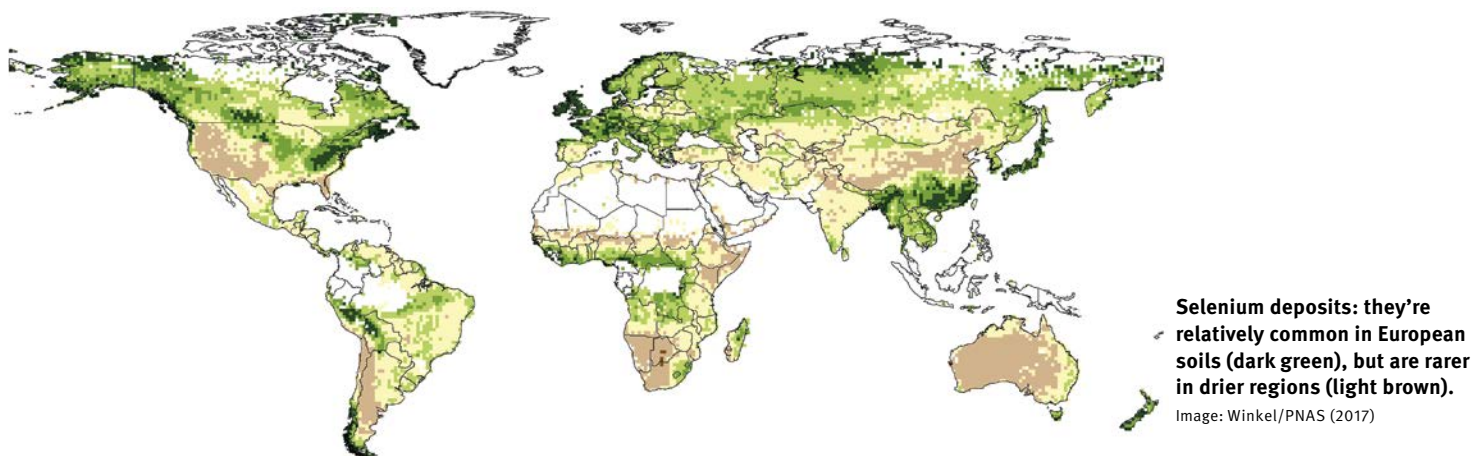 Selenium deposits: they’re
relatively common in European
soils (dark green), but are rarer
in drier regions (light brown).
Image: Winkel/PNAS (2017)